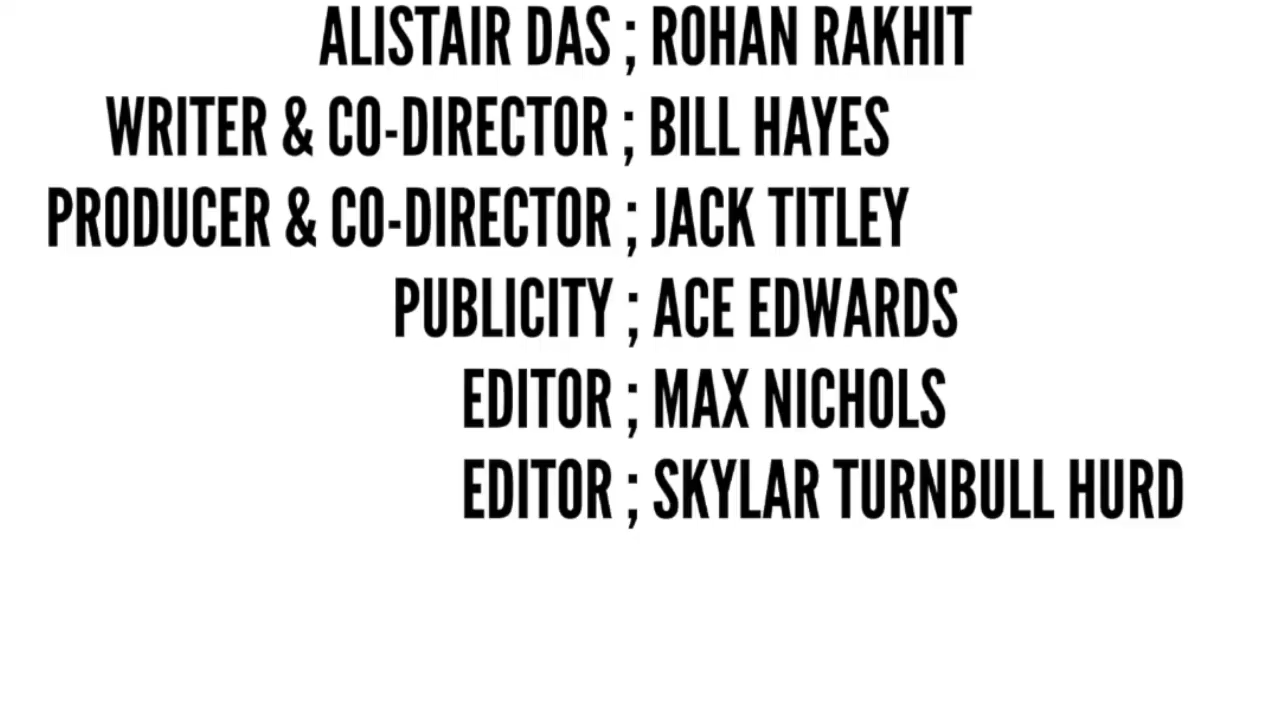 ALISTAIR DAS ; ROHAN RAKHIT
WRITER & CO-DIRECTOR ; BILL HAYES
PRODUCER & CO-DIRECTOR ; JACK TITLEY
PUBLICITY ; ACE EDWARDS
EDITOR ; MAX NICHOLS
EDITOR ; SKYLAR TURNBULL HURD